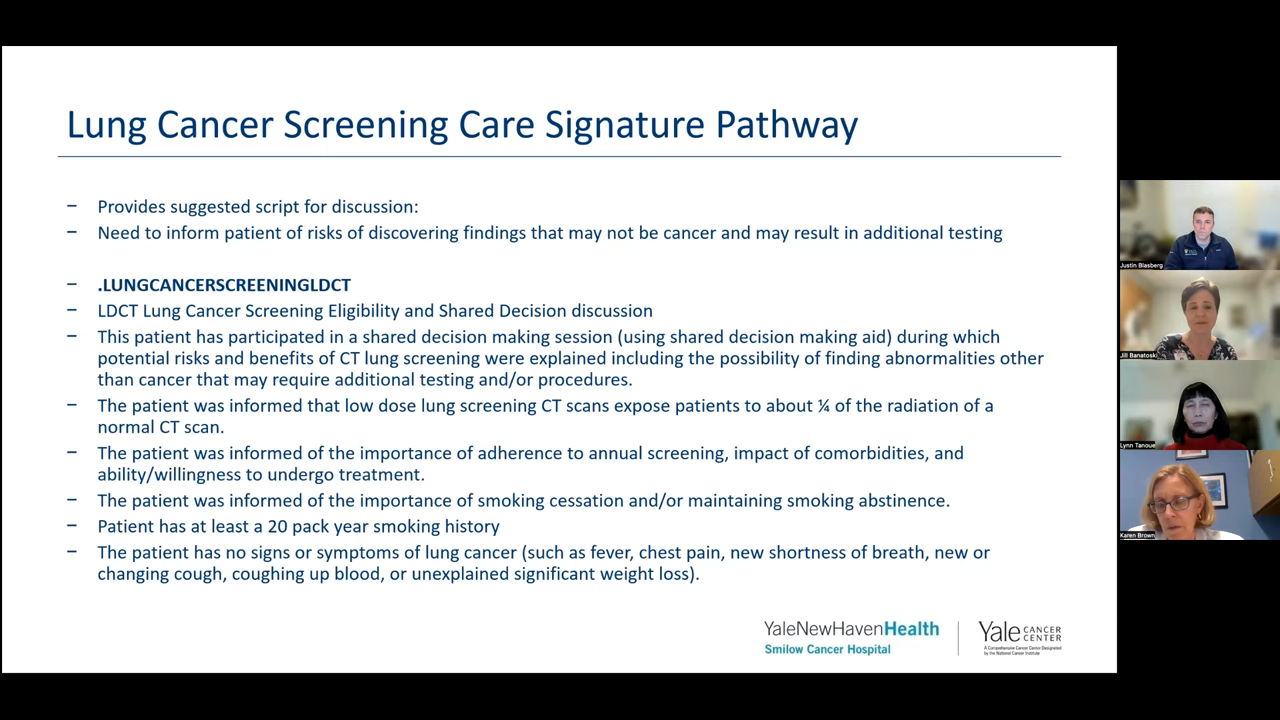 Lung Cancer Screening Care Signature Pathway
– Provides suggested script for discussion:
– Need to inform patient of risks of discovering findings that may not be cancer and may result in additional testing
– .LUNGCANCERSCREENINGLDCT
– LDCT Lung Cancer Screening Eligibility and Shared Decision discussion
– This patient has participated in a shared decision making session (using shared decision making aid) during which
potential risks and benefits of CT lung screening were explained including the possibility of finding abnormalities other
than cancer that may require additional testing and/or procedures.
– The patient was informed that low dose lung screening CT scans expose patients to about ¼ of the radiation of a
normal CT scan.
– The patient was informed of the importance of adherence to annual screening, impact of comorbidities, and
ability/willingness to undergo treatment.
– The patient was informed of the importance of smoking cessation and/or maintaining smoking abstinence.
– Patient has at least a 20 pack year smoking history
– The patient has no signs or symptoms of lung cancer (such as fever, chest pain, new shortness of breath, new or
changing cough, coughing up blood, or unexplained significant weight loss).
YaleNewHavenHealth
Smilow Cancer Hospital
Yale CANCER
CENTER
A Comprehensive Cancer Center Designated
by the National Cancer Institute
Justin Blasberg
Jill Banatoski
Lynn Tanoue
Karen Brown